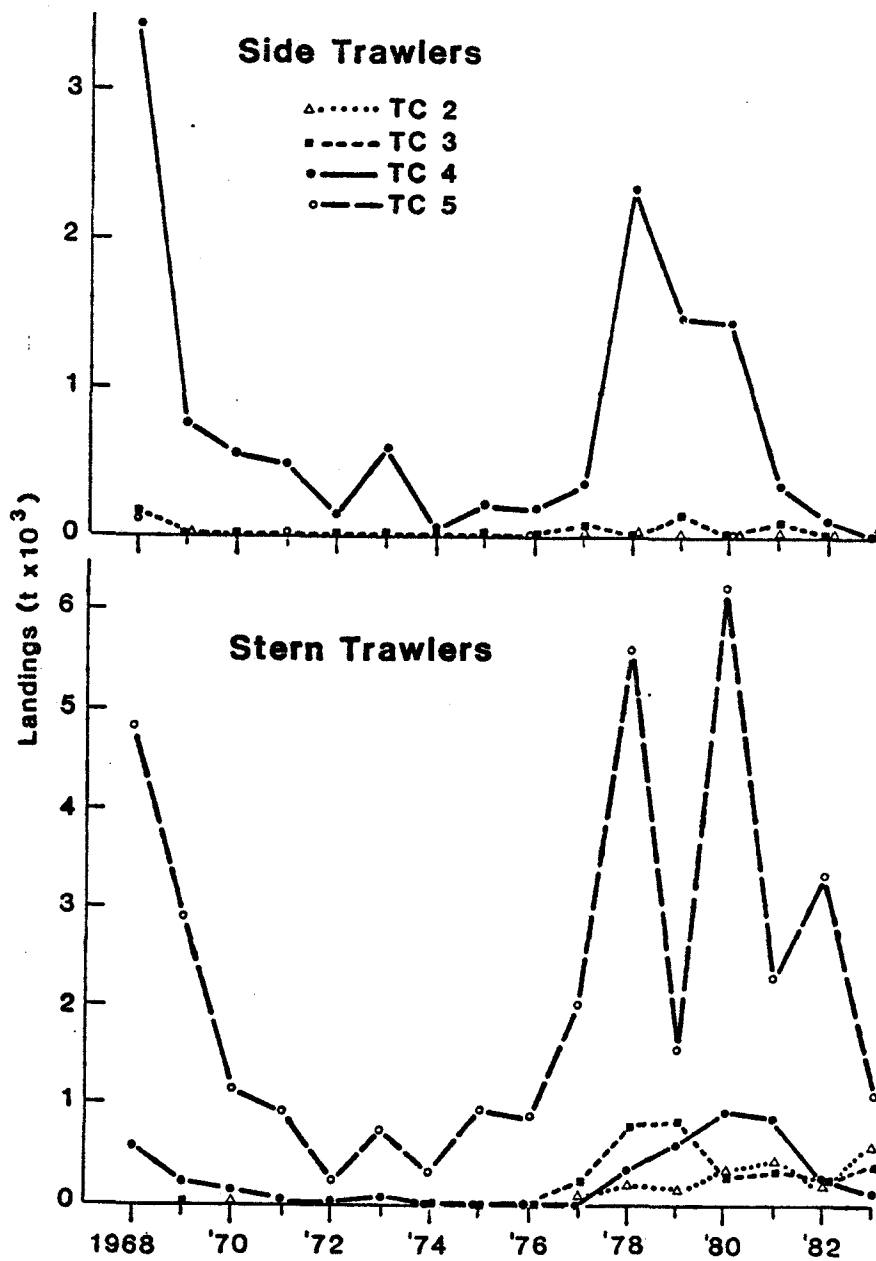 Side Trawlers
TC 2
TC 3
TC 4
TC 5
3
2
1
0
Landings (t x10³)
Stern Trawlers
6
5
4
3
2
1
0
1968 '70 '72 '74 '76 '78 '80 '82